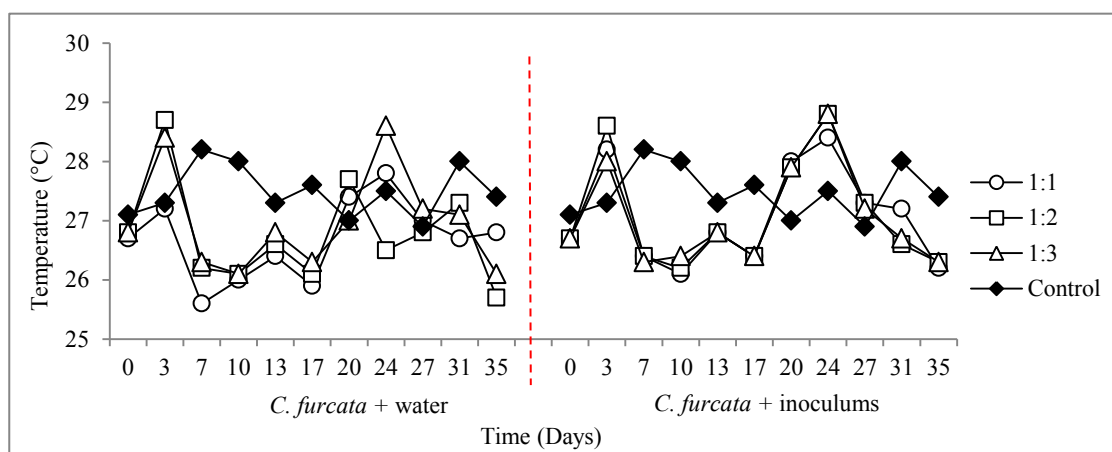 30
29
28
27
26
25
Temperature (°C)
0 3 7 10 13 17 20 24 27 31 35 0 3 7 10 13 17 20 24 27 31 35
C. furcata + water C. furcata + inoculums
Time (Days)
1:1
1:2
1:3
Control